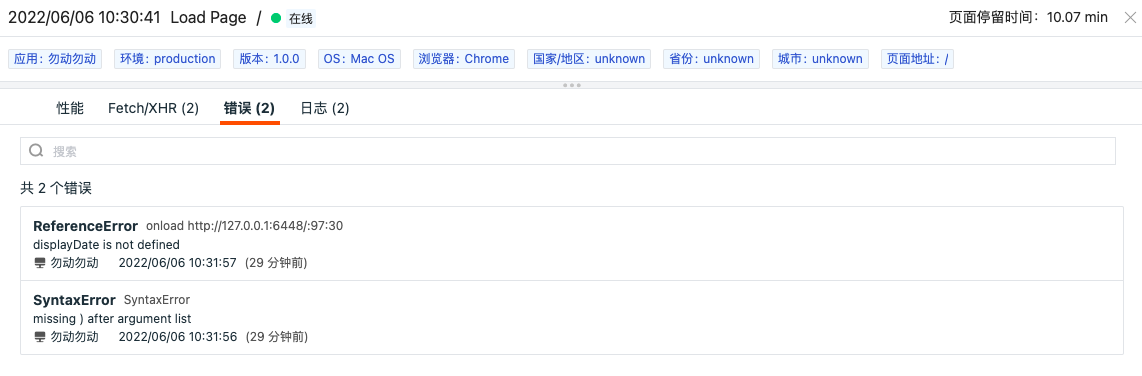 2022/06/06 10:30:41 Load Page / 在线 页面停留时间：10.07 min
应用：勿动勿动 环境：production 版本：1.0.0 OS：Mac OS 浏览器：Chrome 国家/地区：unknown 省份：unknown 城市：unknown 页面地址：/
性能 Fetch/XHR (2) 错误 (2) 日志 (2)
搜索
共 2 个错误
ReferenceError onload http://127.0.0.1:6448/:97:30
displayDate is not defined
勿动勿动 2022/06/06 10:31:57 (29 分钟前)
SyntaxError SyntaxError
missing ) after argument list
勿动勿动 2022/06/06 10:31:56 (29 分钟前)